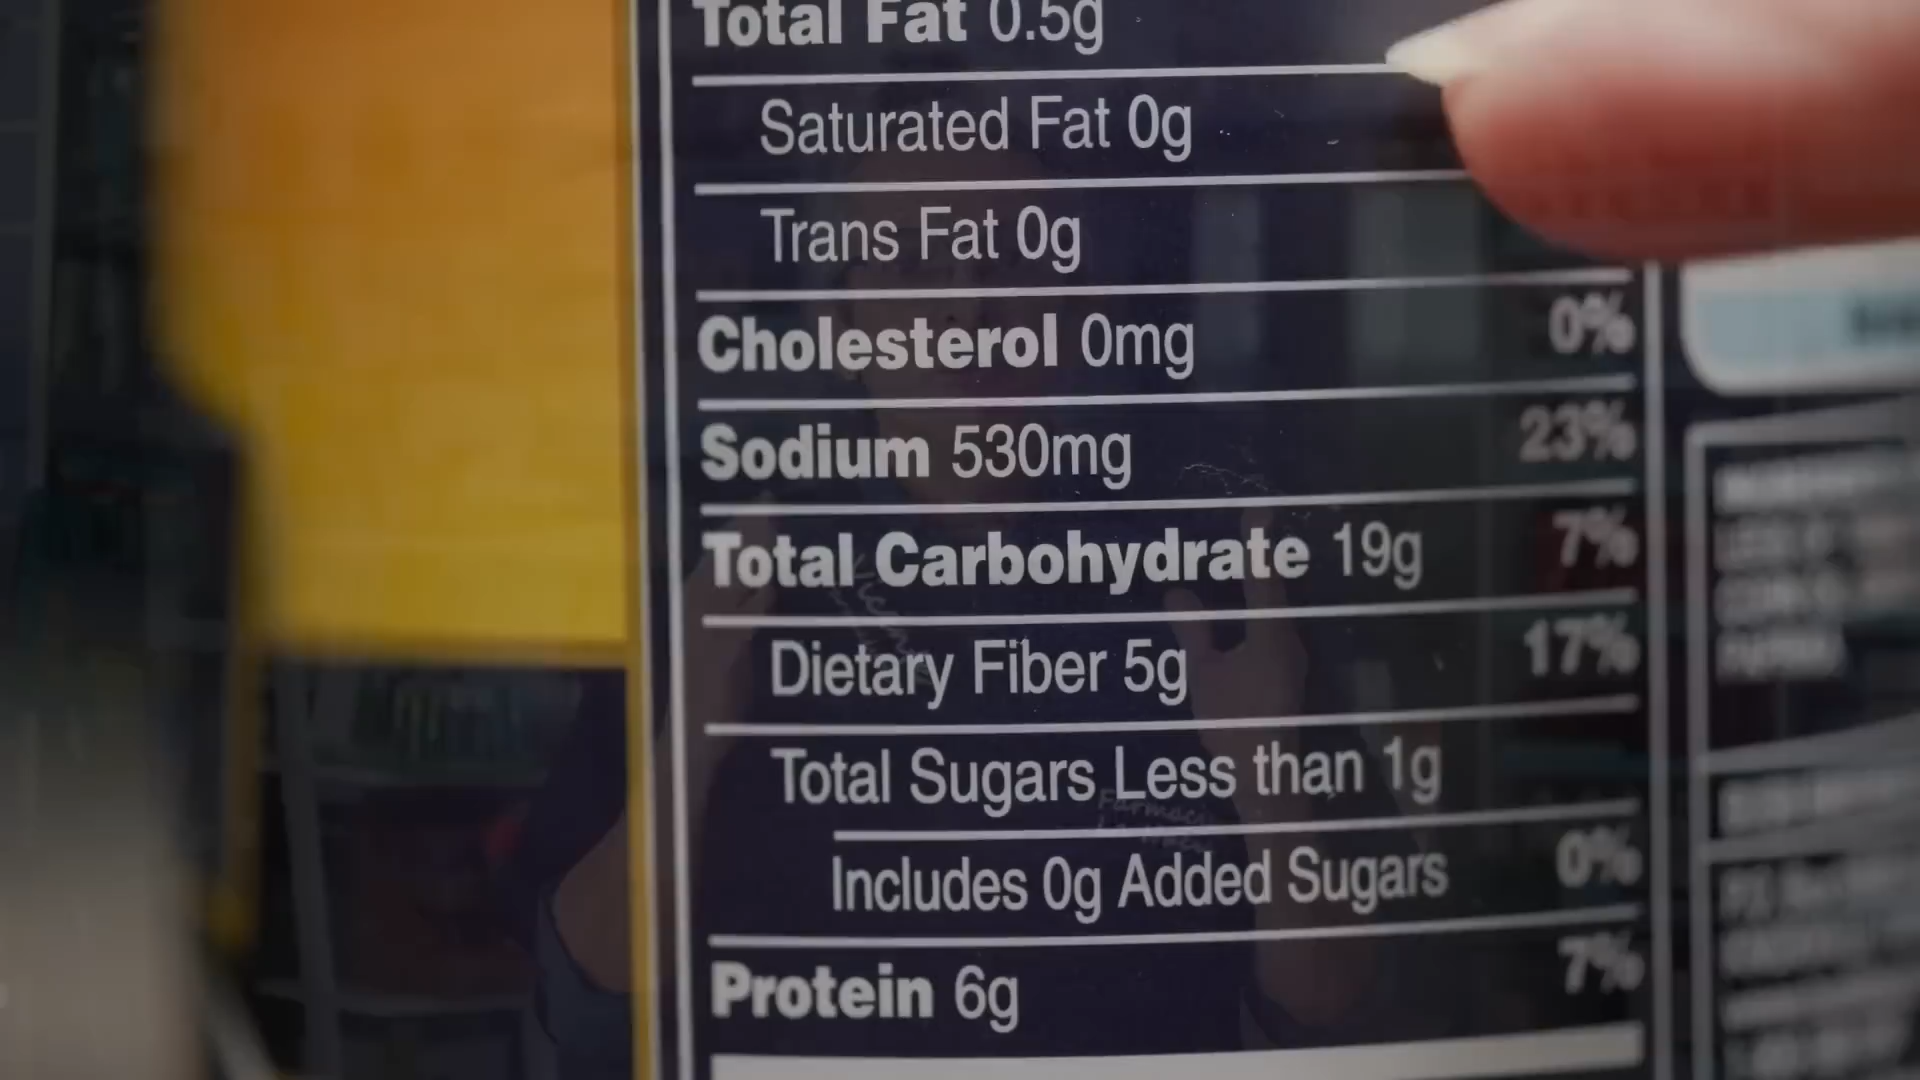 Total Fat 0.5g
Saturated Fat 0g
Trans Fat 0g
Cholesterol 0mg 0%
Sodium 530mg 23%
Total Carbohydrate 19g 7%
Dietary Fiber 5g 17%
Total Sugars Less than 1g
Includes 0g Added Sugars 0%
Protein 6g 7%